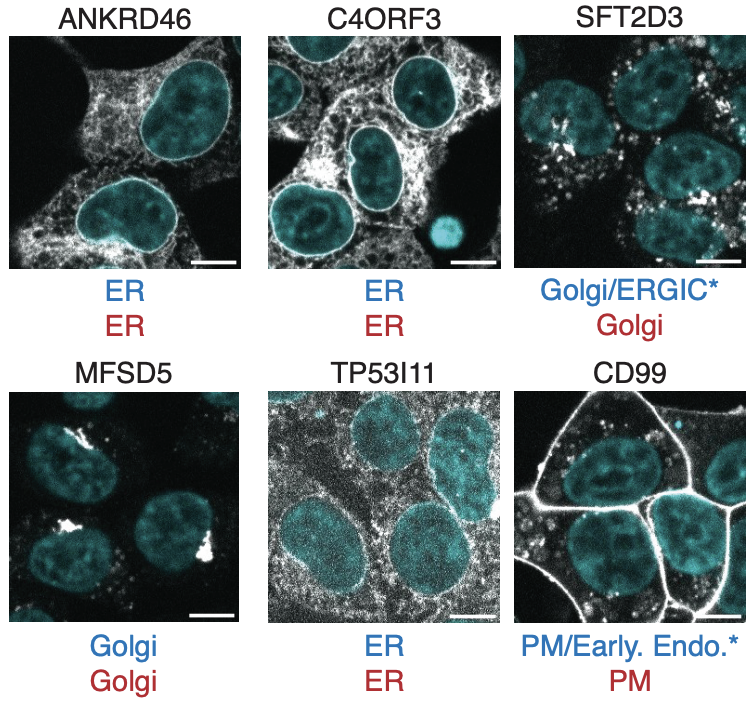 ANKRD46
C4ORF3
SFT2D3
ER
ER
ER
ER
Golgi/ERGIC*
Golgi
MFSD5
TP53I11
CD99
Golgi
Golgi
ER
ER
PM/Early. Endo.*
PM